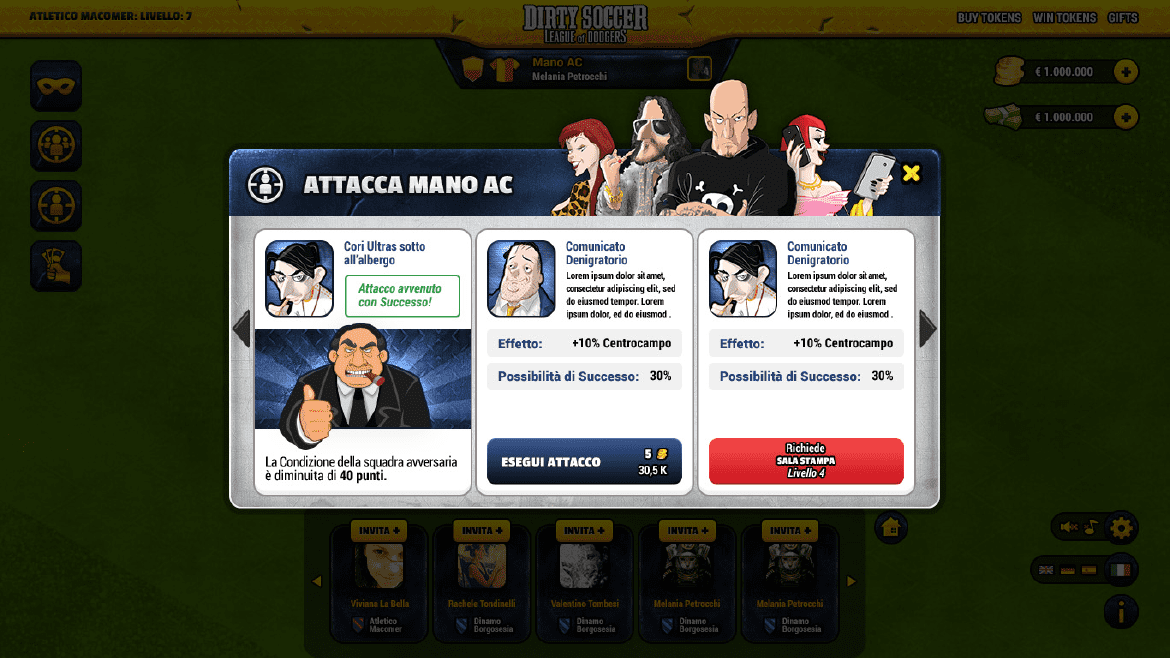 ATLETICO MACOMER: LIVELLO: 7
DIRTY SOCCER
LEAGUE of DODGERS
BUY TOKENS WIN TOKENS GIFTS
Mano AC
Melania Petrocchi
€ 1.000.000
€ 1.000.000
ATTACCA MANO AC
Cori Ultras sotto
all'albergo
Attacco avvenuto
con Successo!
La Condizione della squadra avversaria
è diminuita di 40 punti.
Comunicato
Denigratorio
Lorem ipsum dolor sit amet,
consectetur adipiscing elit, sed
do eiusmod tempor. Lorem
ipsum dolor, ed do eiusmod .
Effetto: +10% Centrocampo
Possibilità di Successo: 30%
ESEGUI ATTACCO
5
30,5 K
Comunicato
Denigratorio
Lorem ipsum dolor sit amet,
consectetur adipiscing elit, sed
do eiusmod tempor. Lorem
ipsum dolor, ed do eiusmod .
Effetto: +10% Centrocampo
Possibilità di Successo: 30%
Richiede
SALA STAMPA
Livello 4
INVITA + INVITA + INVITA + INVITA + INVITA +
Viviana La Bella
Atletico
Macomer
Rachele Tondinelli
Dinamo
Borgosesia
Valentino Tombesi
Dinamo
Borgosesia
Melania Petrocchi
Dinamo
Borgosesia
Melania Petrocchi
Dinamo
Borgosesia